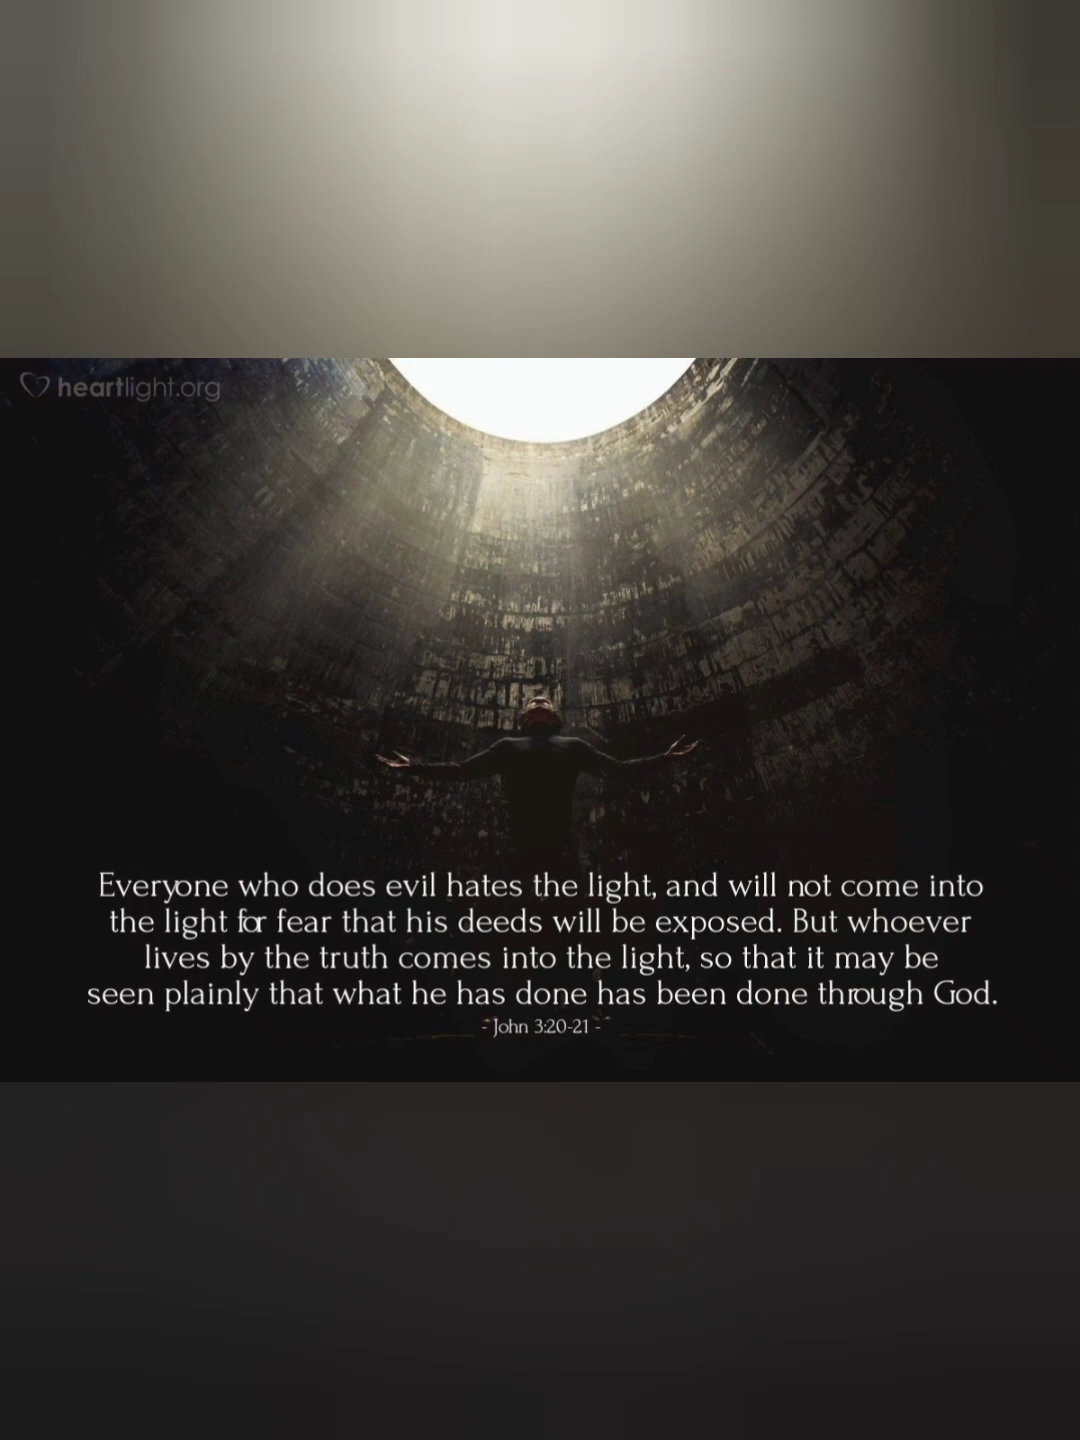 heartlight.org
Everyone who does evil hates the light, and will not come into
the light for fear that his deeds will be exposed. But whoever
lives by the truth comes into the light, so that it may be
seen plainly that what he has done has been done through God.
- John 3:20-21 -